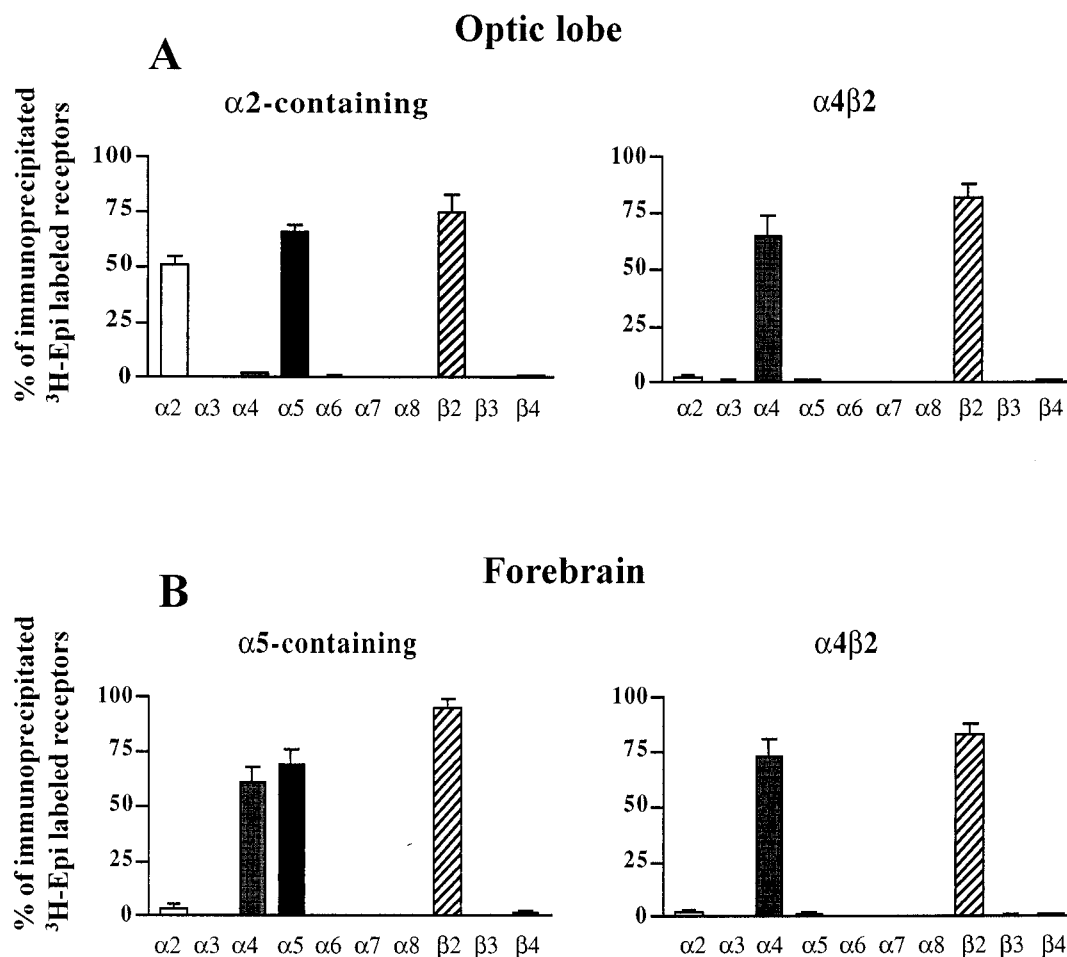 Optic lobe
A
α2-containing
α4β2
% of immunoprecipitated
³H-Epi labeled receptors
100
75
50
25
0
α2 α3 α4 α5 α6 α7 α8 β2 β3 β4
100
75
50
25
0
α2 α3 α4 α5 α6 α7 α8 β2 β3 β4
Forebrain
B
α5-containing
α4β2
% of immunoprecipitated
³H-Epi labeled receptors
100
75
50
25
0
α2 α3 α4 α5 α6 α7 α8 β2 β3 β4
100
75
50
25
0
α2 α3 α4 α5 α6 α7 α8 β2 β3 β4